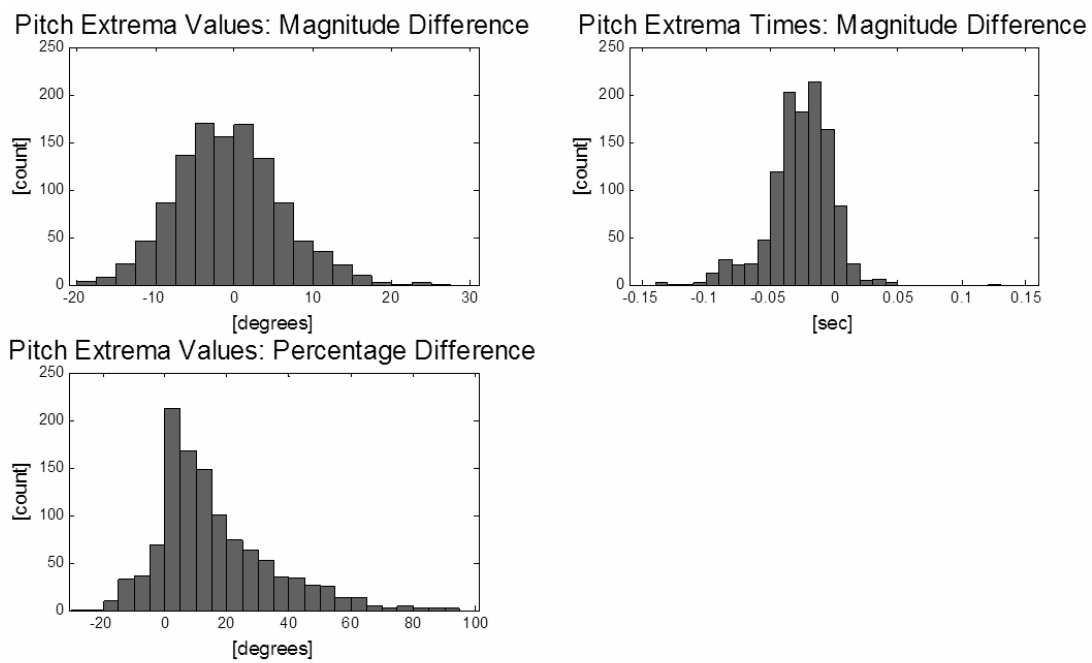 Pitch Extrema Values: Magnitude Difference
250
200
150
100
50
0
[count]
-20 -10 0 10 20 30
[degrees]
Pitch Extrema Times: Magnitude Difference
250
200
150
100
50
0
[count]
-0.15 -0.1 -0.05 0 0.05 0.1 0.15
[sec]
Pitch Extrema Values: Percentage Difference
250
200
150
100
50
0
[count]
-20 0 20 40 60 80 100
[degrees]